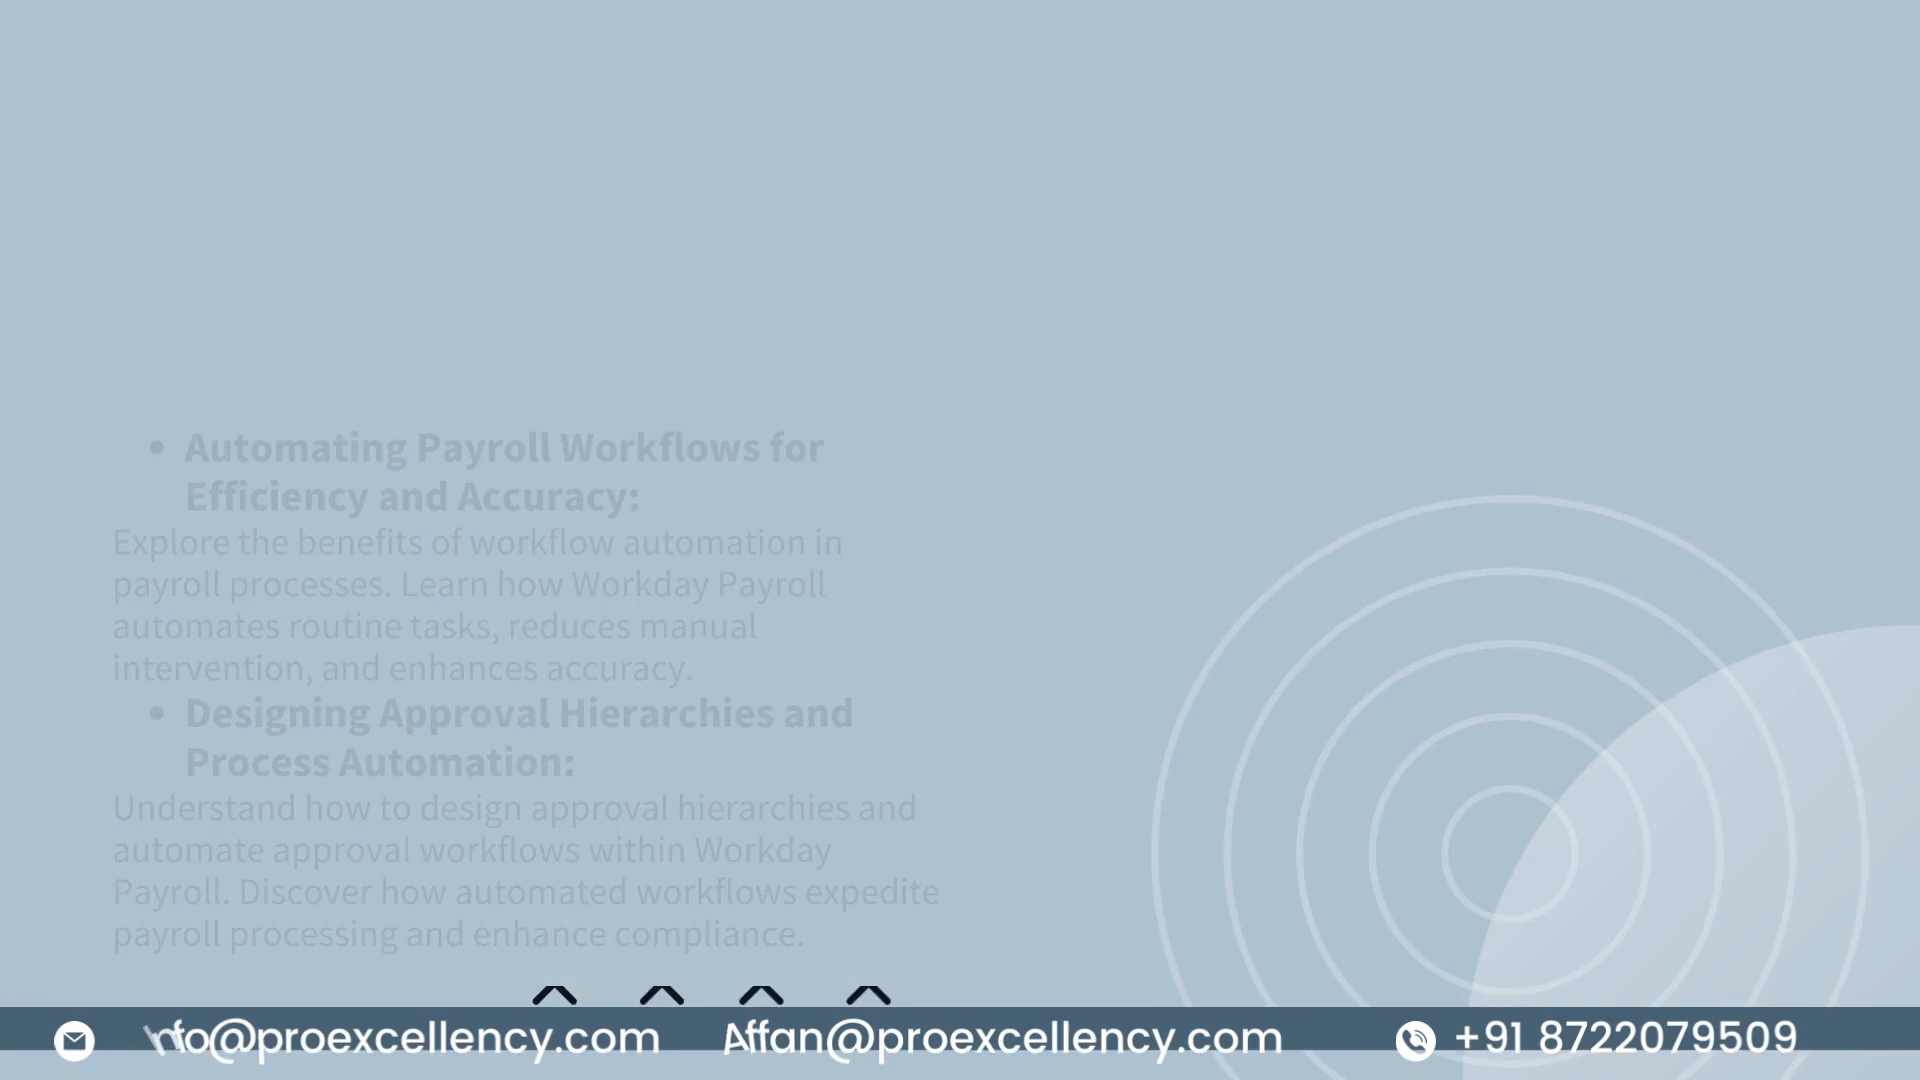 • Automating Payroll Workflows for
Efficiency and Accuracy:
Explore the benefits of workflow automation in
payroll processes. Learn how Workday Payroll
automates routine tasks, reduces manual
intervention, and enhances accuracy.
• Designing Approval Hierarchies and
Process Automation:
Understand how to design approval hierarchies and
automate approval workflows within Workday
Payroll. Discover how automated workflows expedite
payroll processing and enhance compliance.
info@proexcellency.com Affan@proexcellency.com +91 8722079509